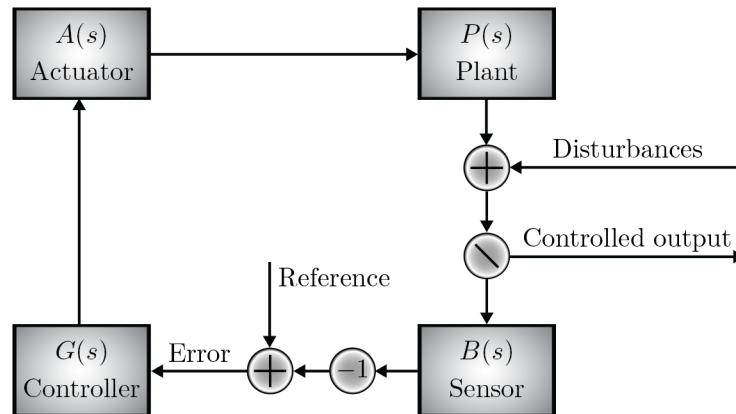 A(s)
Actuator
P(s)
Plant
Disturbances
Controlled output
Reference
G(s)
Controller
Error
−1
B(s)
Sensor